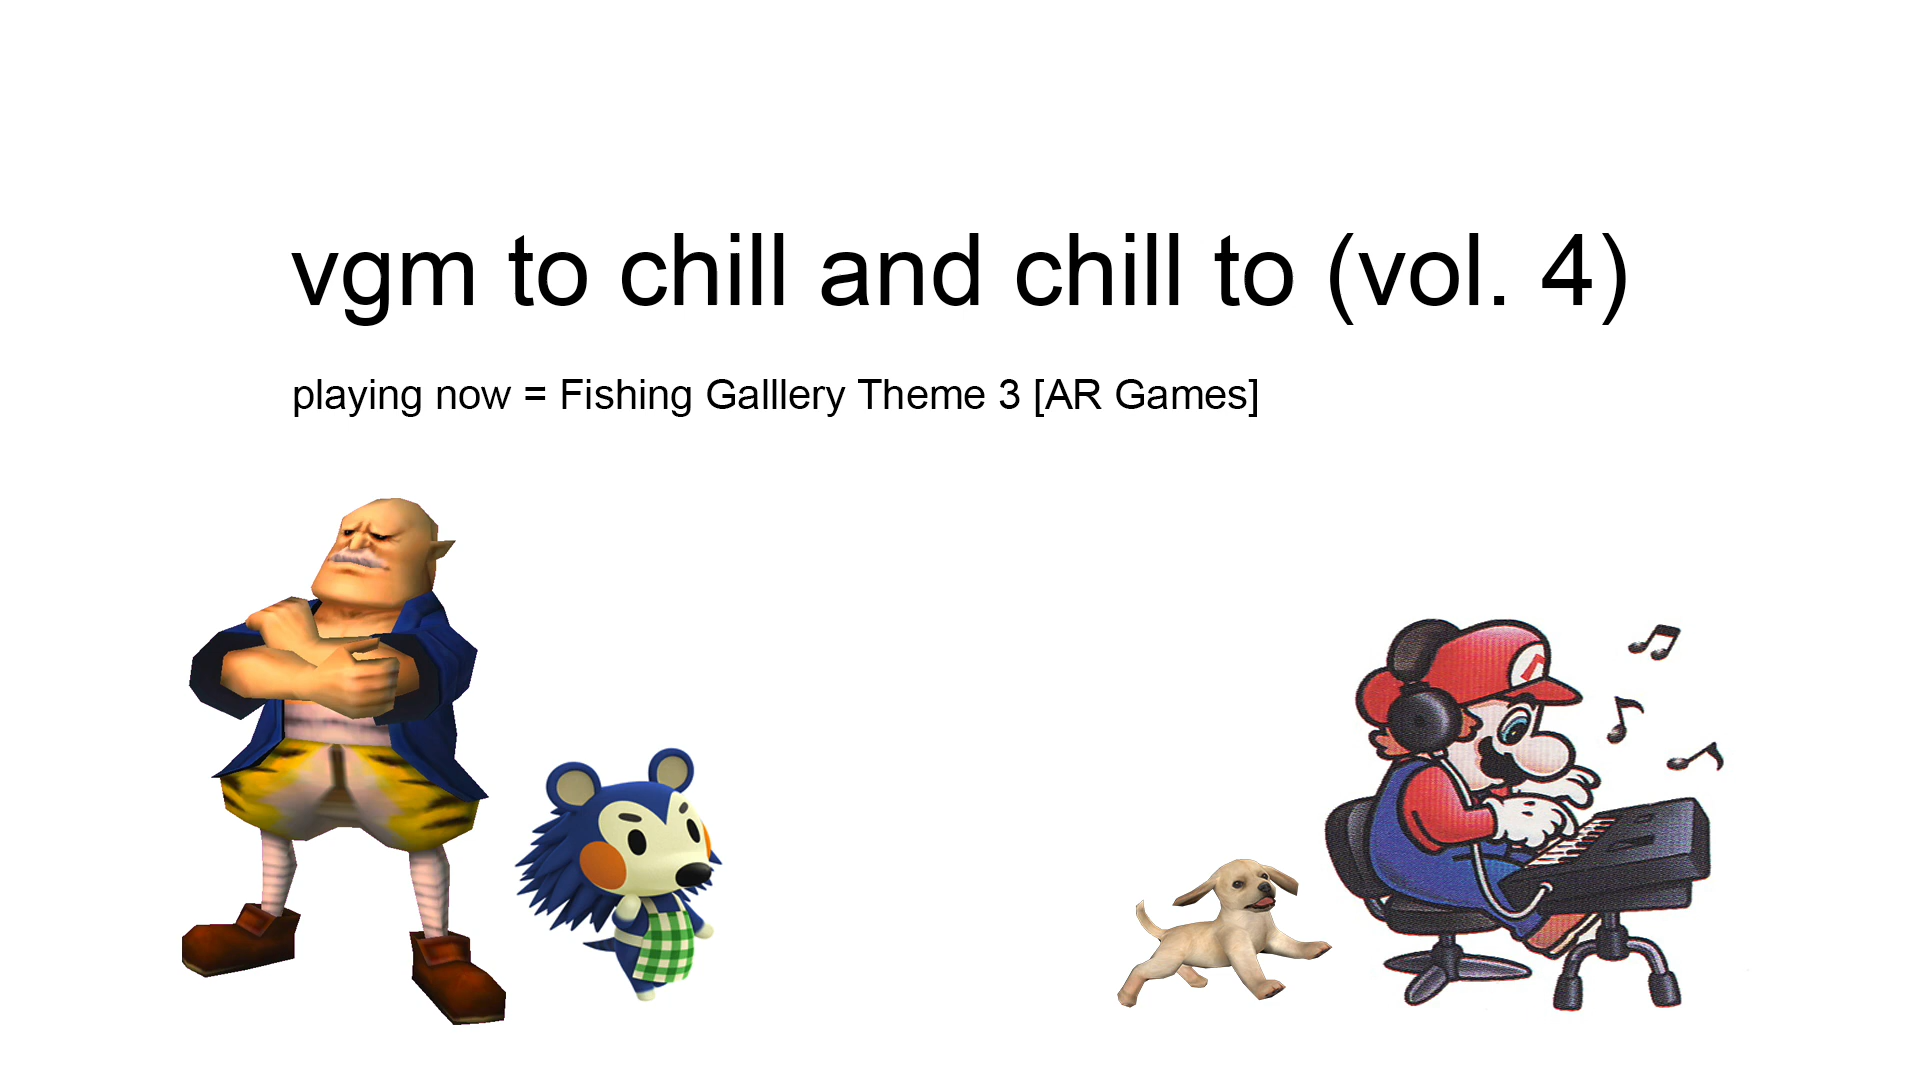 vgm to chill and chill to (vol. 4)
playing now = Fishing Galllery Theme 3 [AR Games]